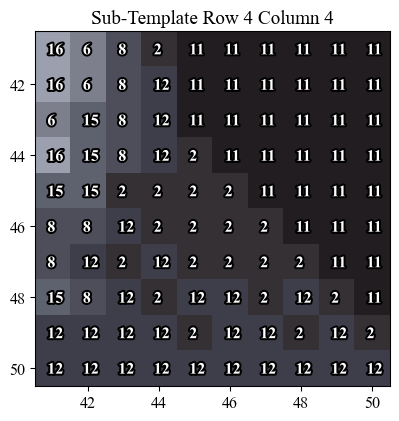 Sub-Template Row 4 Column 4
16 6 8 2 11 11 11 11 11 11
42 16 6 8 12 11 11 11 11 11 11
6 15 8 12 11 11 11 11 11 11
44 16 15 8 12 2 11 11 11 11 11
15 15 2 2 2 2 11 11 11 11
46 8 8 12 2 2 2 2 11 11 11
8 12 2 12 2 2 2 2 11 11
48 15 8 12 2 12 12 2 12 2 11
12 12 12 12 2 12 12 2 12 2
50 12 12 12 12 12 12 12 12 12 12
42 44 46 48 50